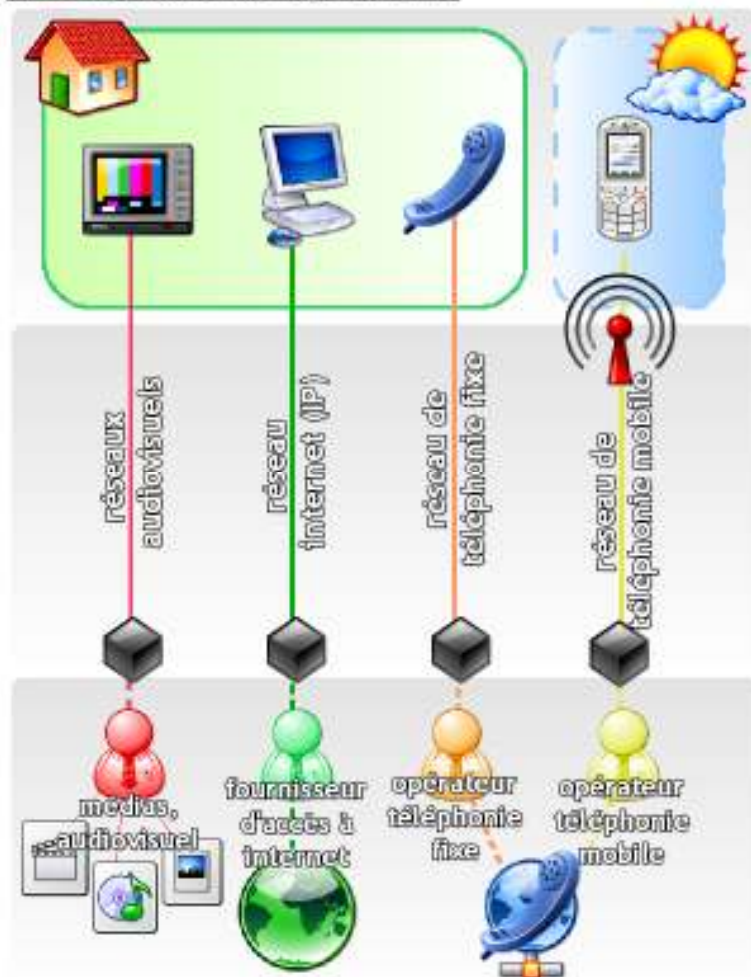 réseaux
audiovisuels
réseau
internet (IP)
réseau de
téléphonie fixe
réseau de
téléphonie mobile
médias,
audiovisuel
fournisseur
d'accès à
internet
opérateur
téléphonie
fixe
opérateur
téléphonie
mobile